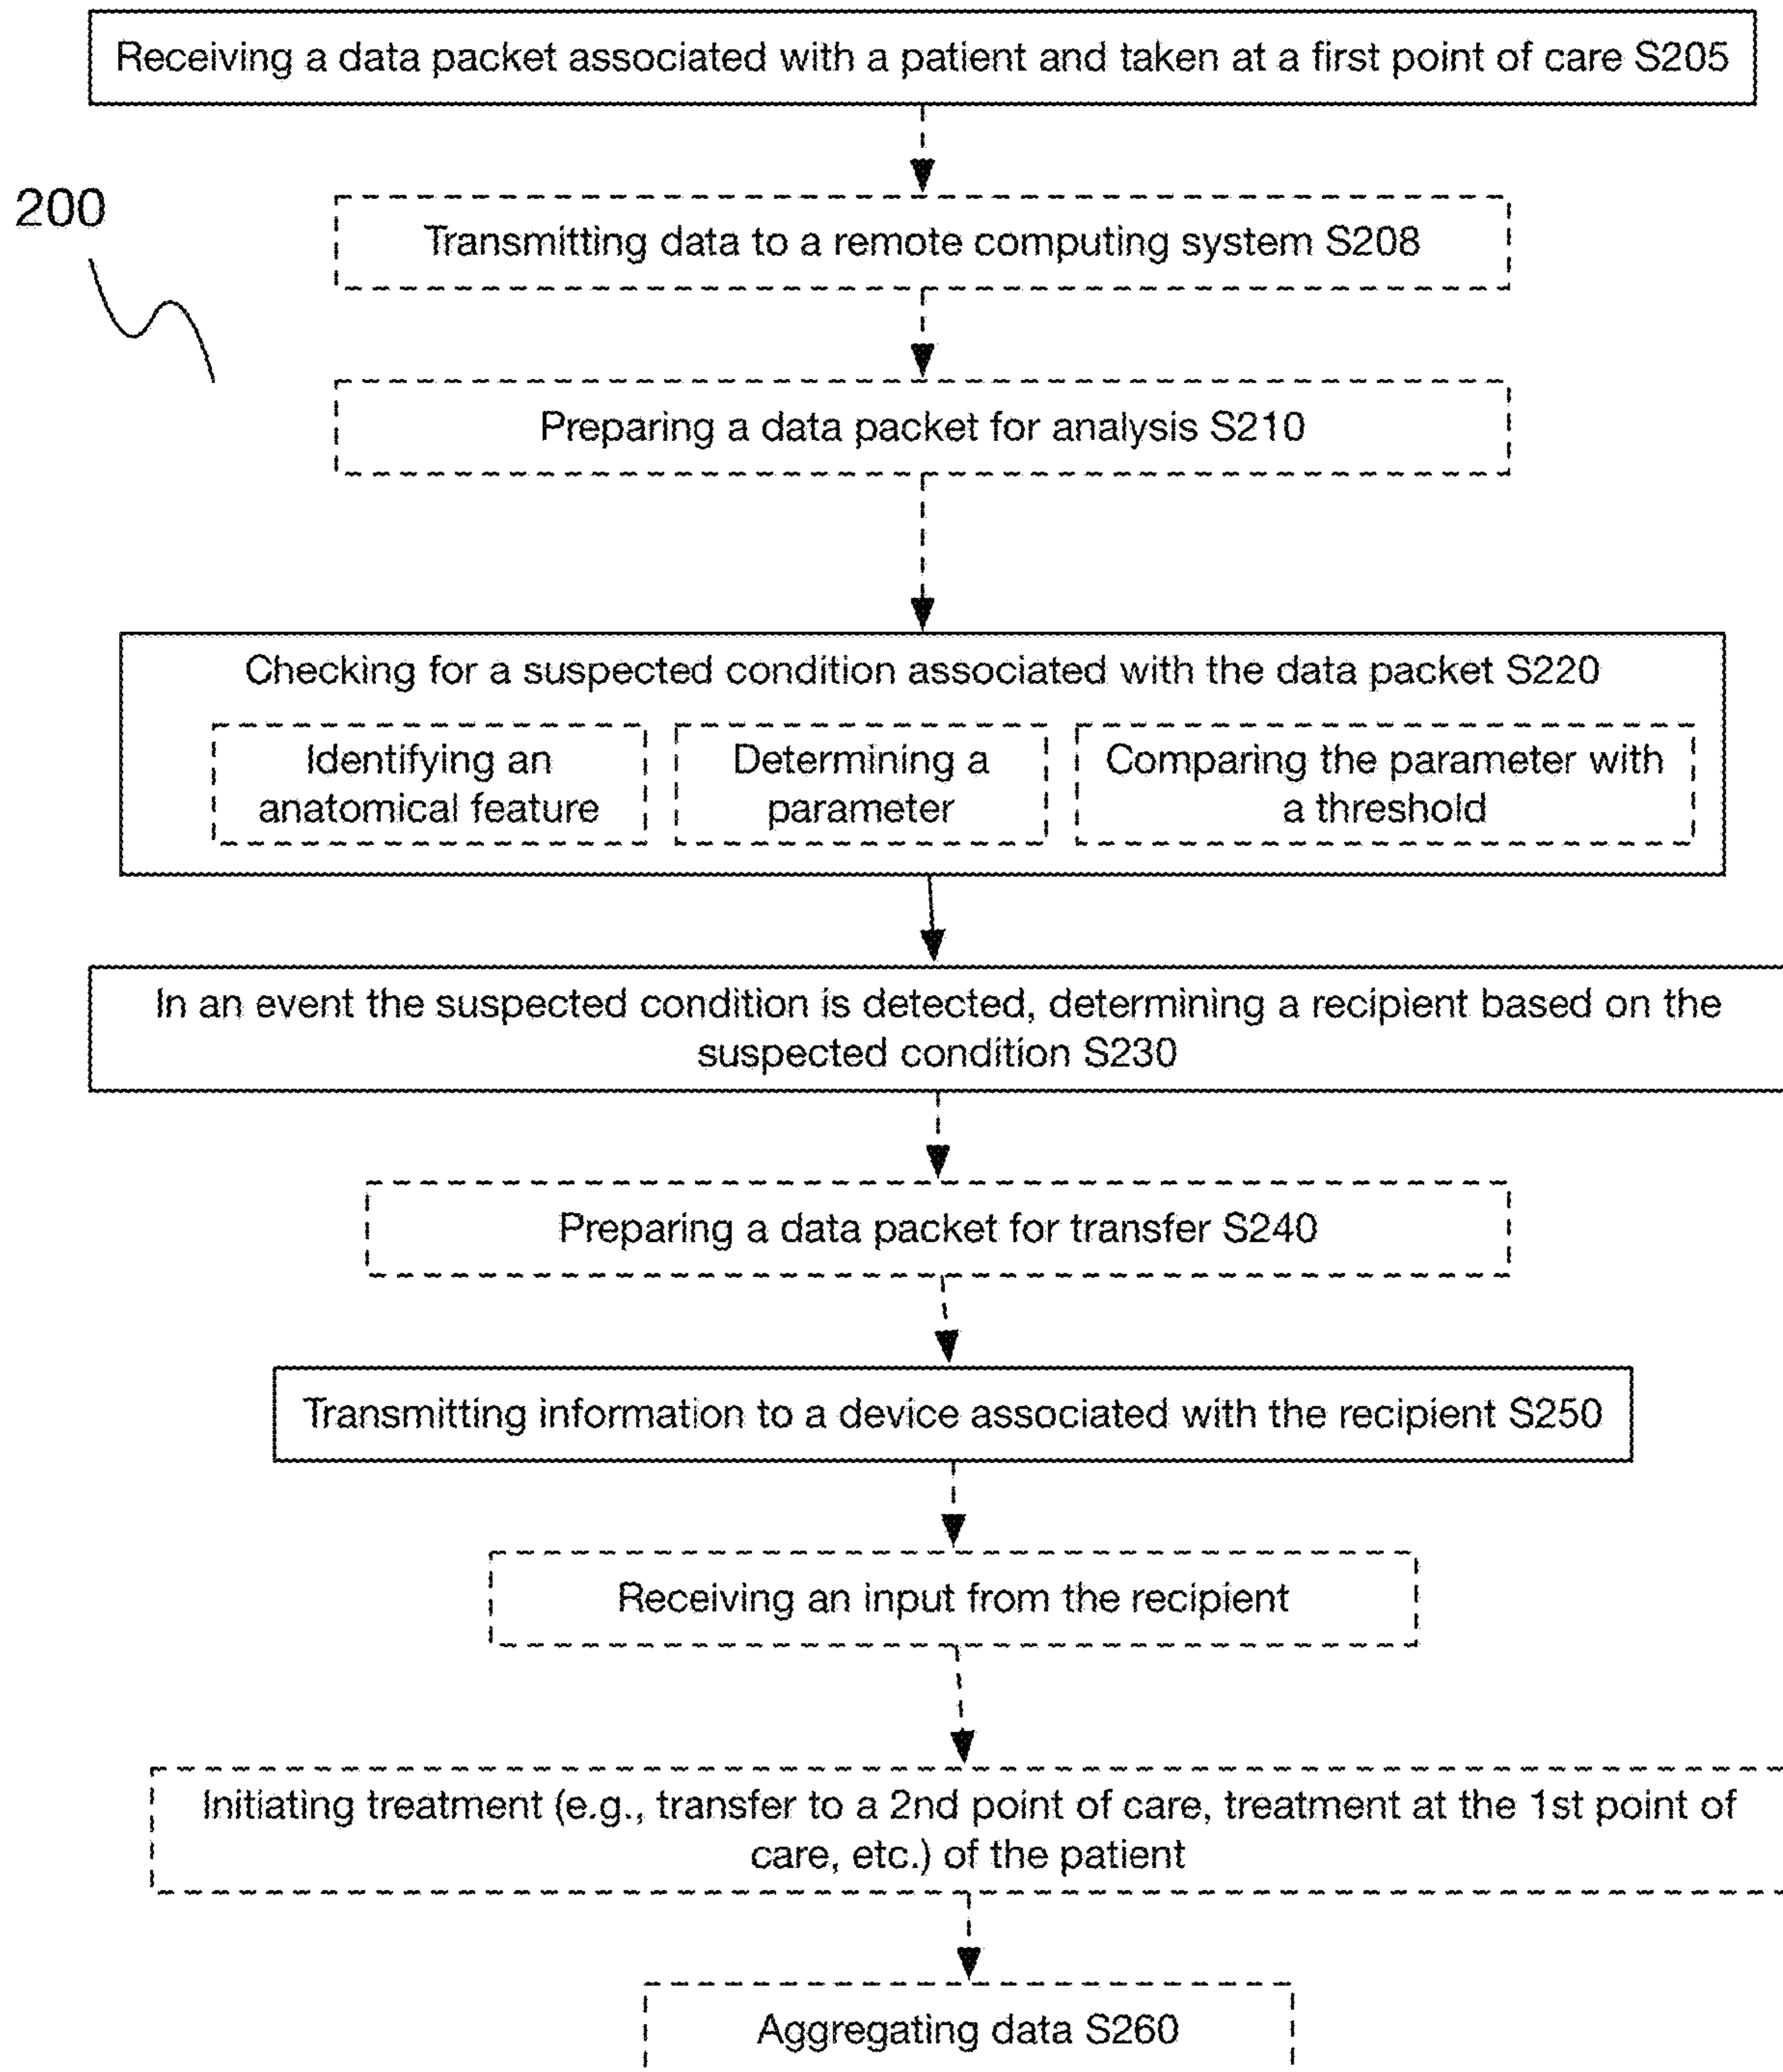 Receiving a data packet associated with a patient and taken at a first point of care S205
200
Transmitting data to a remote computing system S208
Preparing a data packet for analysis S210
Checking for a suspected condition associated with the data packet S220
Identifying an
anatomical feature
Determining a
parameter
Comparing the parameter with
a threshold
In an event the suspected condition is detected, determining a recipient based on the
suspected condition S230
Preparing a data packet for transfer S240
Transmitting information to a device associated with the recipient S250
Receiving an input from the recipient
Initiating treatment (e.g., transfer to a 2nd point of care, treatment at the 1st point of
care, etc.) of the patient
Aggregating data S260